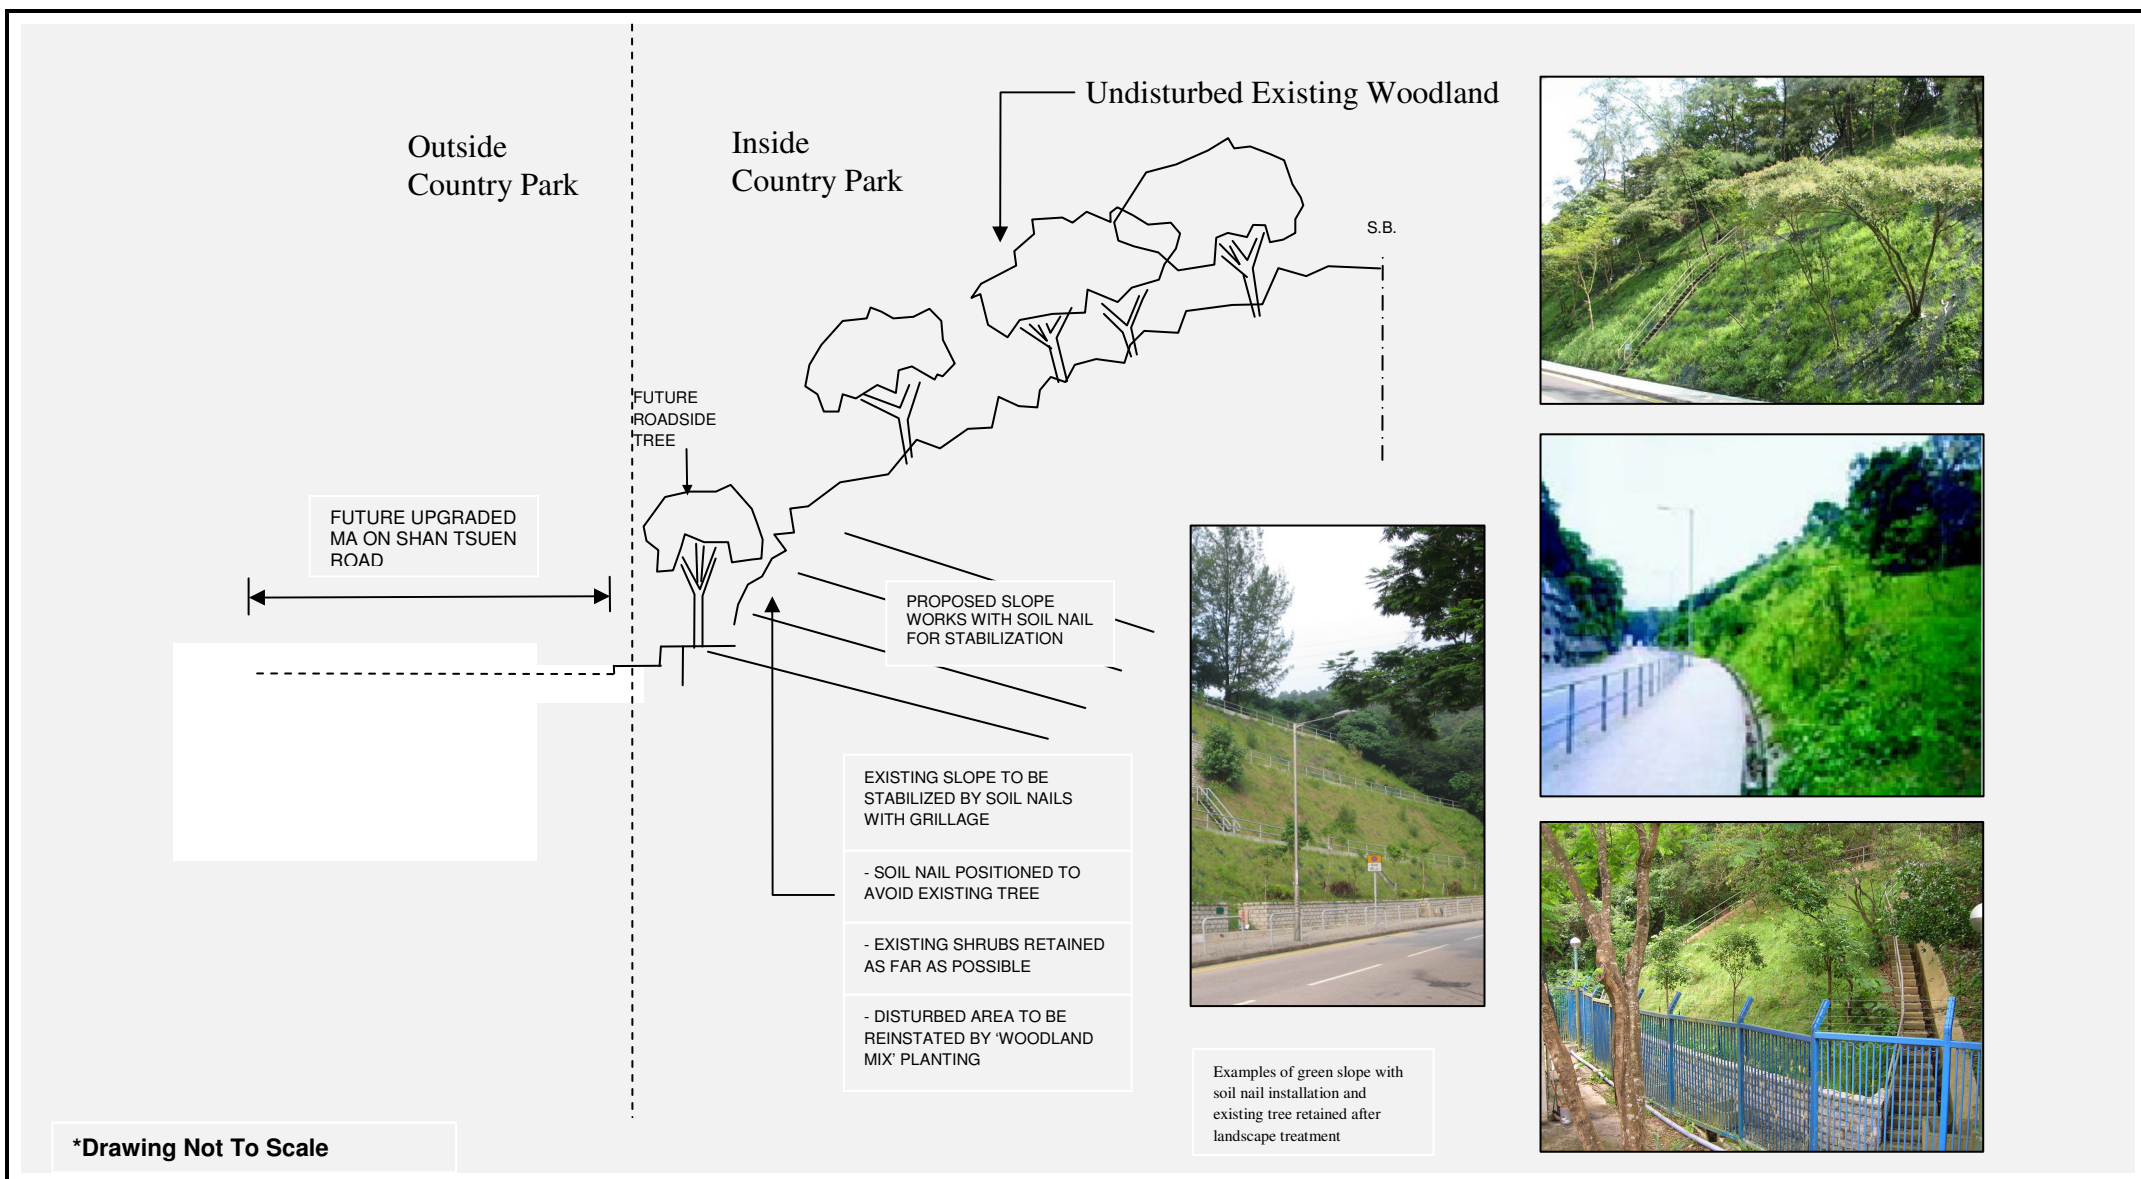 Undisturbed Existing Woodland
Outside
Country Park
Inside
Country Park
S.B.
FUTURE
ROADSIDE
TREE
FUTURE UPGRADED
MA ON SHAN TSUEN
ROAD
PROPOSED SLOPE
WORKS WITH SOIL NAIL
FOR STABILIZATION
EXISTING SLOPE TO BE
STABILIZED BY SOIL NAILS
WITH GRILLAGE
- SOIL NAIL POSITIONED TO
AVOID EXISTING TREE
- EXISTING SHRUBS RETAINED
AS FAR AS POSSIBLE
- DISTURBED AREA TO BE
REINSTATED BY ‘WOODLAND
MIX’ PLANTING
Examples of green slope with
soil nail installation and
existing tree retained after
landscape treatment
*Drawing Not To Scale